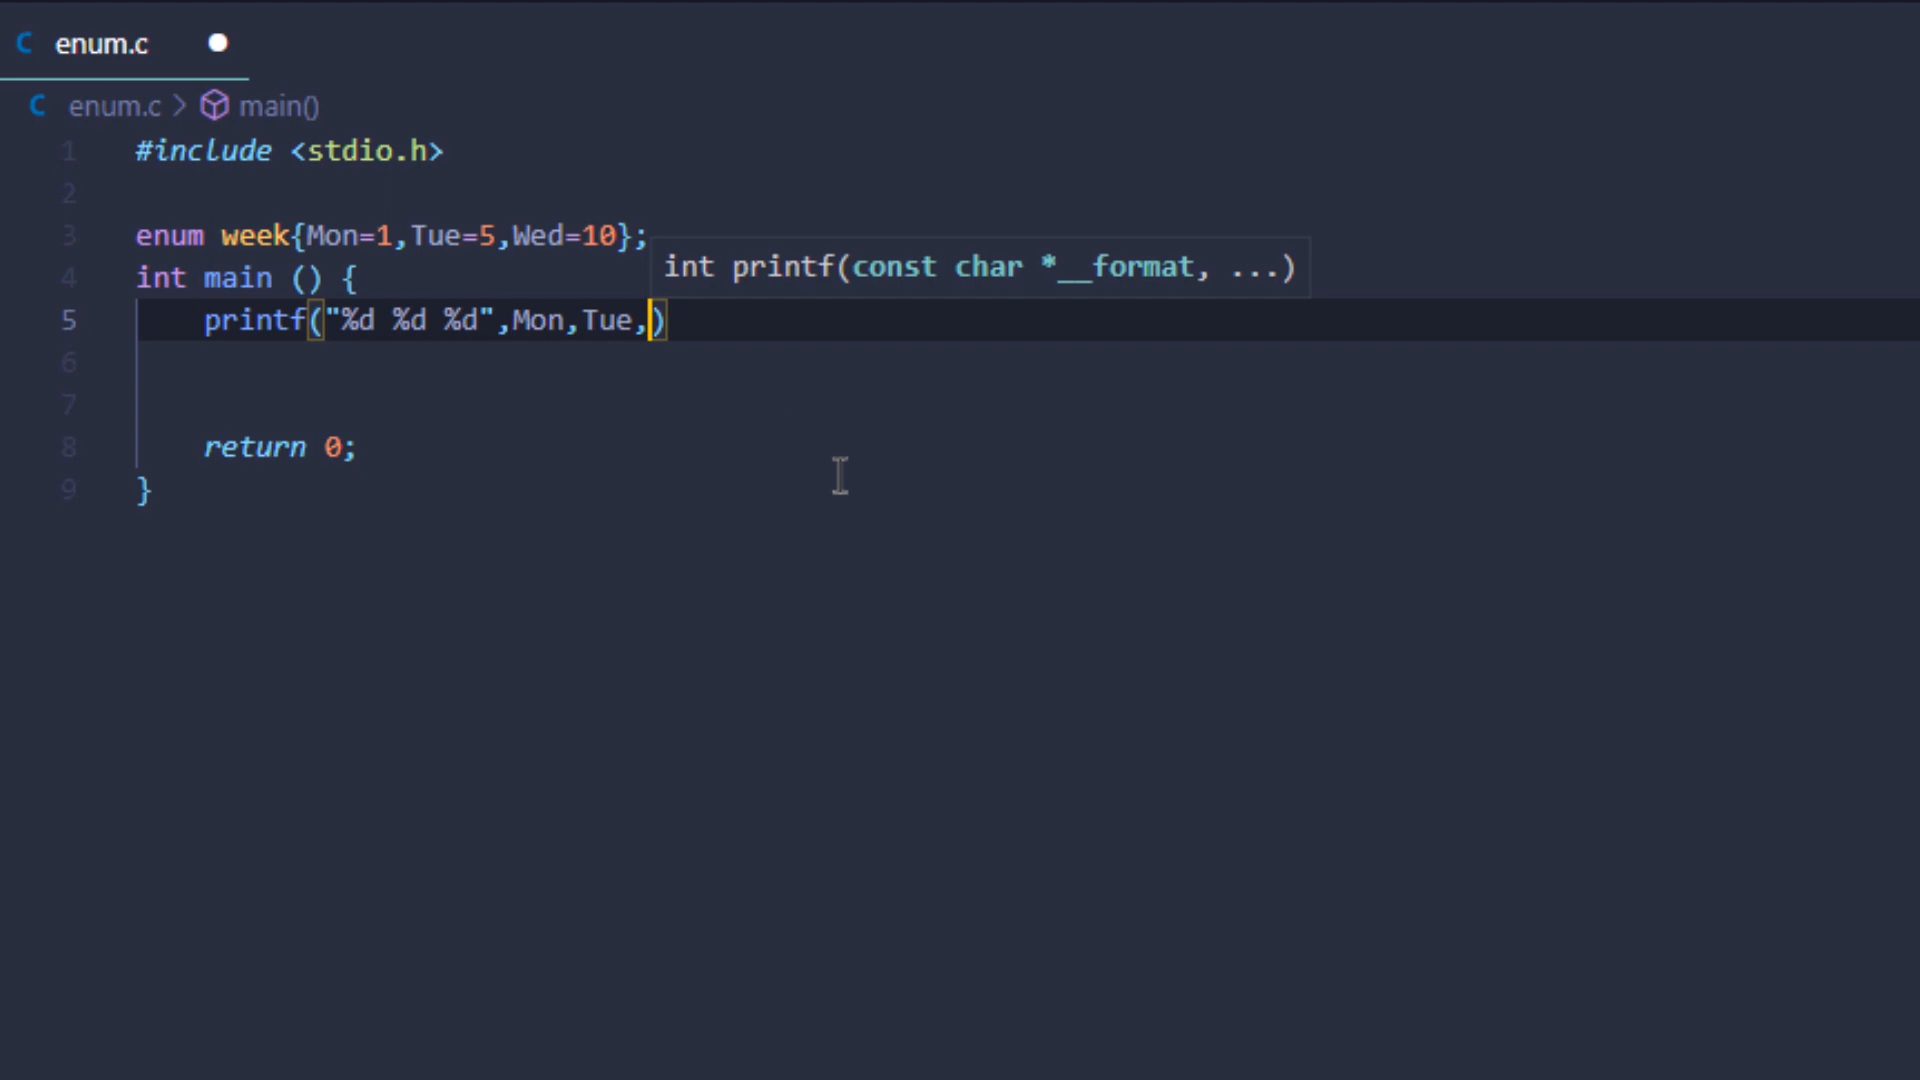 C enum.c
C enum.c > main()
1 #include <stdio.h>
2
3 enum week{Mon=1,Tue=5,Wed=10};
int printf(const char *__format, ...)
4 int main () {
5 printf("%d %d %d",Mon,Tue,)
6
7
8 return 0;
9 }